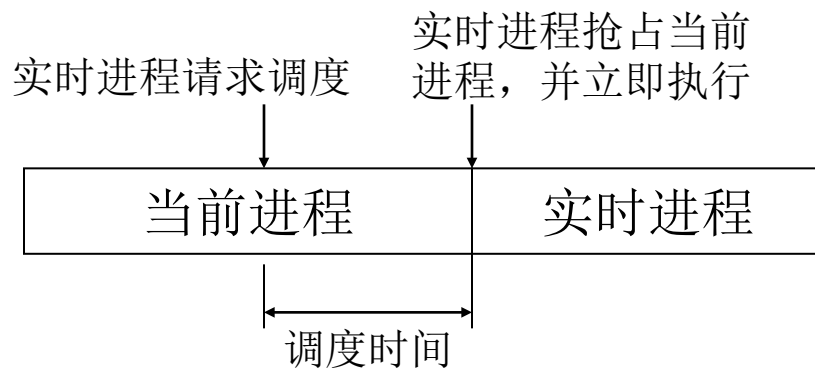 实时进程请求调度
实时进程抢占当前
进程，并立即执行
当前进程
实时进程
调度时间